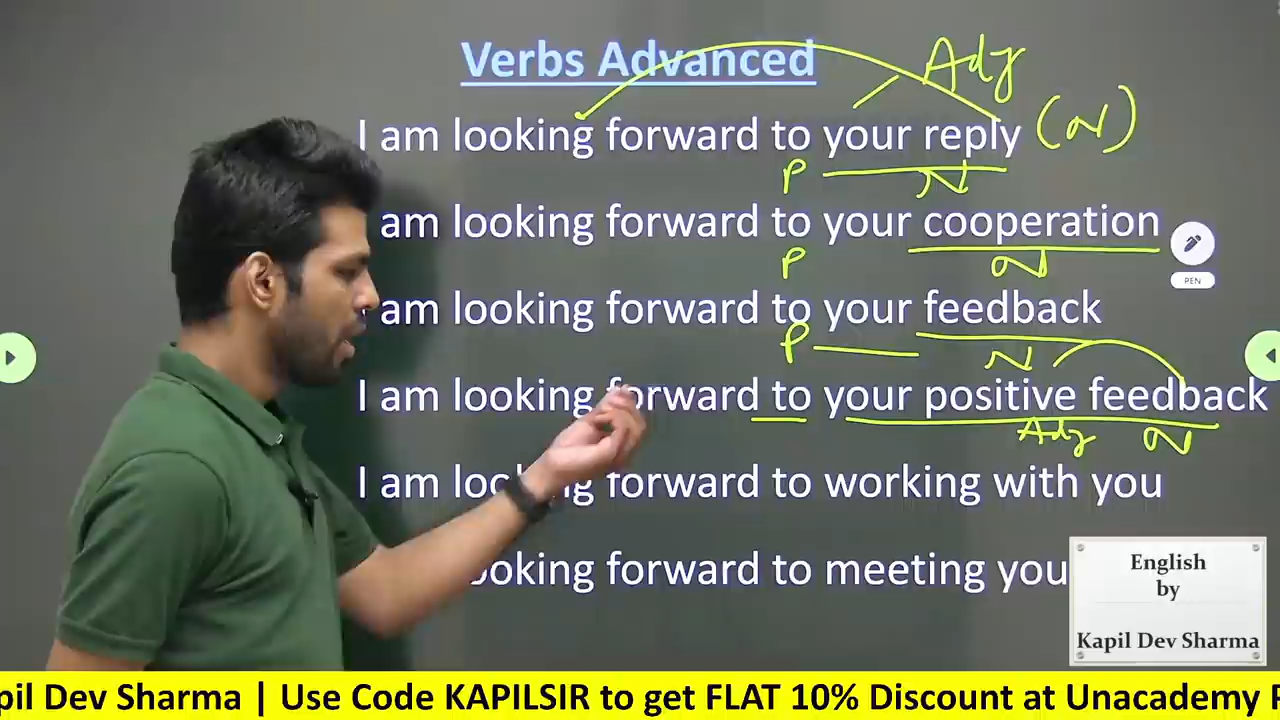 Verbs Advanced
Adj
I am looking forward to your reply (N)
P N
am looking forward to your cooperation
P N
PEN
am looking forward to your feedback
P N
I am looking forward to your positive feedback
Adj N
I am looking forward to working with you
looking forward to meeting you
English
by
Kapil Dev Sharma
pil Dev Sharma | Use Code KAPILSIR to get FLAT 10% Discount at Unacademy